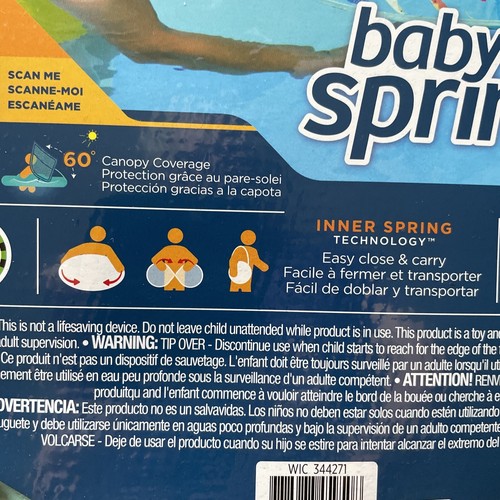 baby
SCAN ME
SCANNE-MOI
ESCANÉAME
60° Canopy Coverage
Protection grâce au pare-solei
Protección gracias a la capota
INNER SPRING
TECHNOLOGY™
Easy close & carry
Facile à fermer et transporter
Fácil de doblar y transportar
This is not a lifesaving device. Do not leave child unattended while product is in use. This product is a toy and
dult supervision. • WARNING: TIP OVER - Discontinue use when child starts to reach for the edge of the
Ce produit n'est pas un dispositif de sauvetage. L'enfant doit être toujours surveillé par un adulte lorsqu'il
ement être utilisé en eau peu profonde sous la surveillance d'un adulte compétent. • ATTENTION! RENV
produitqu and l'enfant commence à vouloir atteindre le bord de la bouée ou cherche à
DVERTENCIA: Este producto no es un salvavidas. Los niños no deben estar solos cuando estén utilizando
uguete y debe utilizarse únicamente en aguas poco profundas y bajo la supervisión de un adulto competente
VOLCARSE - Deje de usar el producto cuando su hijo se estire para intentar alcanzar el extremo del
WIC 344271